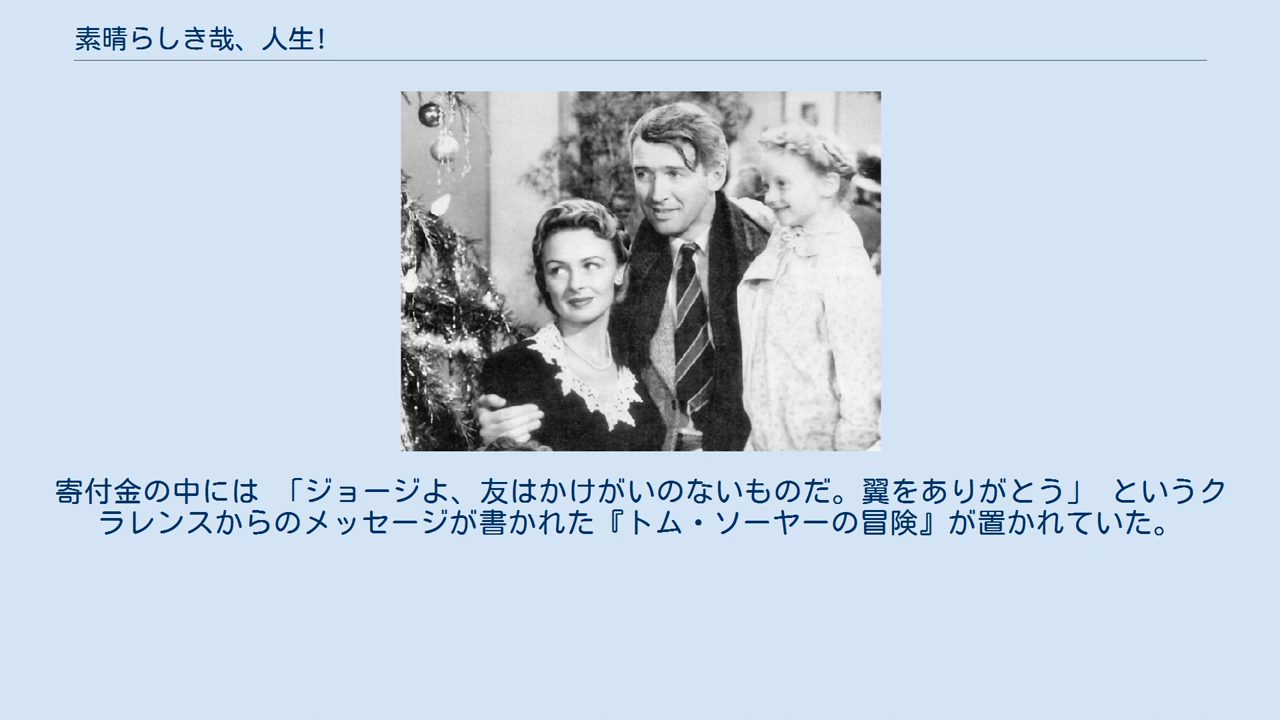 素晴らしき哉、人生!
寄付金の中には 「ジョージよ、友はかけがいのないものだ。翼をありがとう」 というク
ラレンスからのメッセージが書かれた『トム・ソーヤーの冒険』が置かれていた。